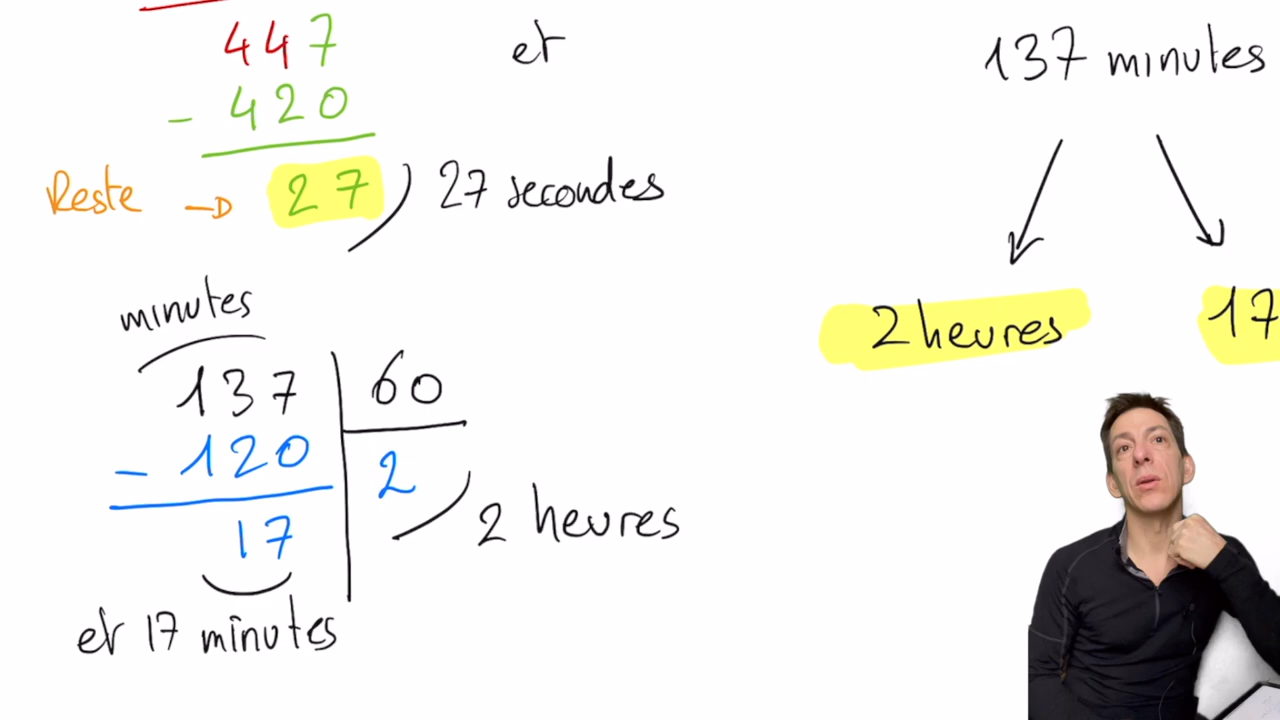 447 et
- 420
Reste → 27 27 secondes
137 minutes
2 heures 17
minutes
137 60
- 120 2
17 2 heures
et 17 minutes